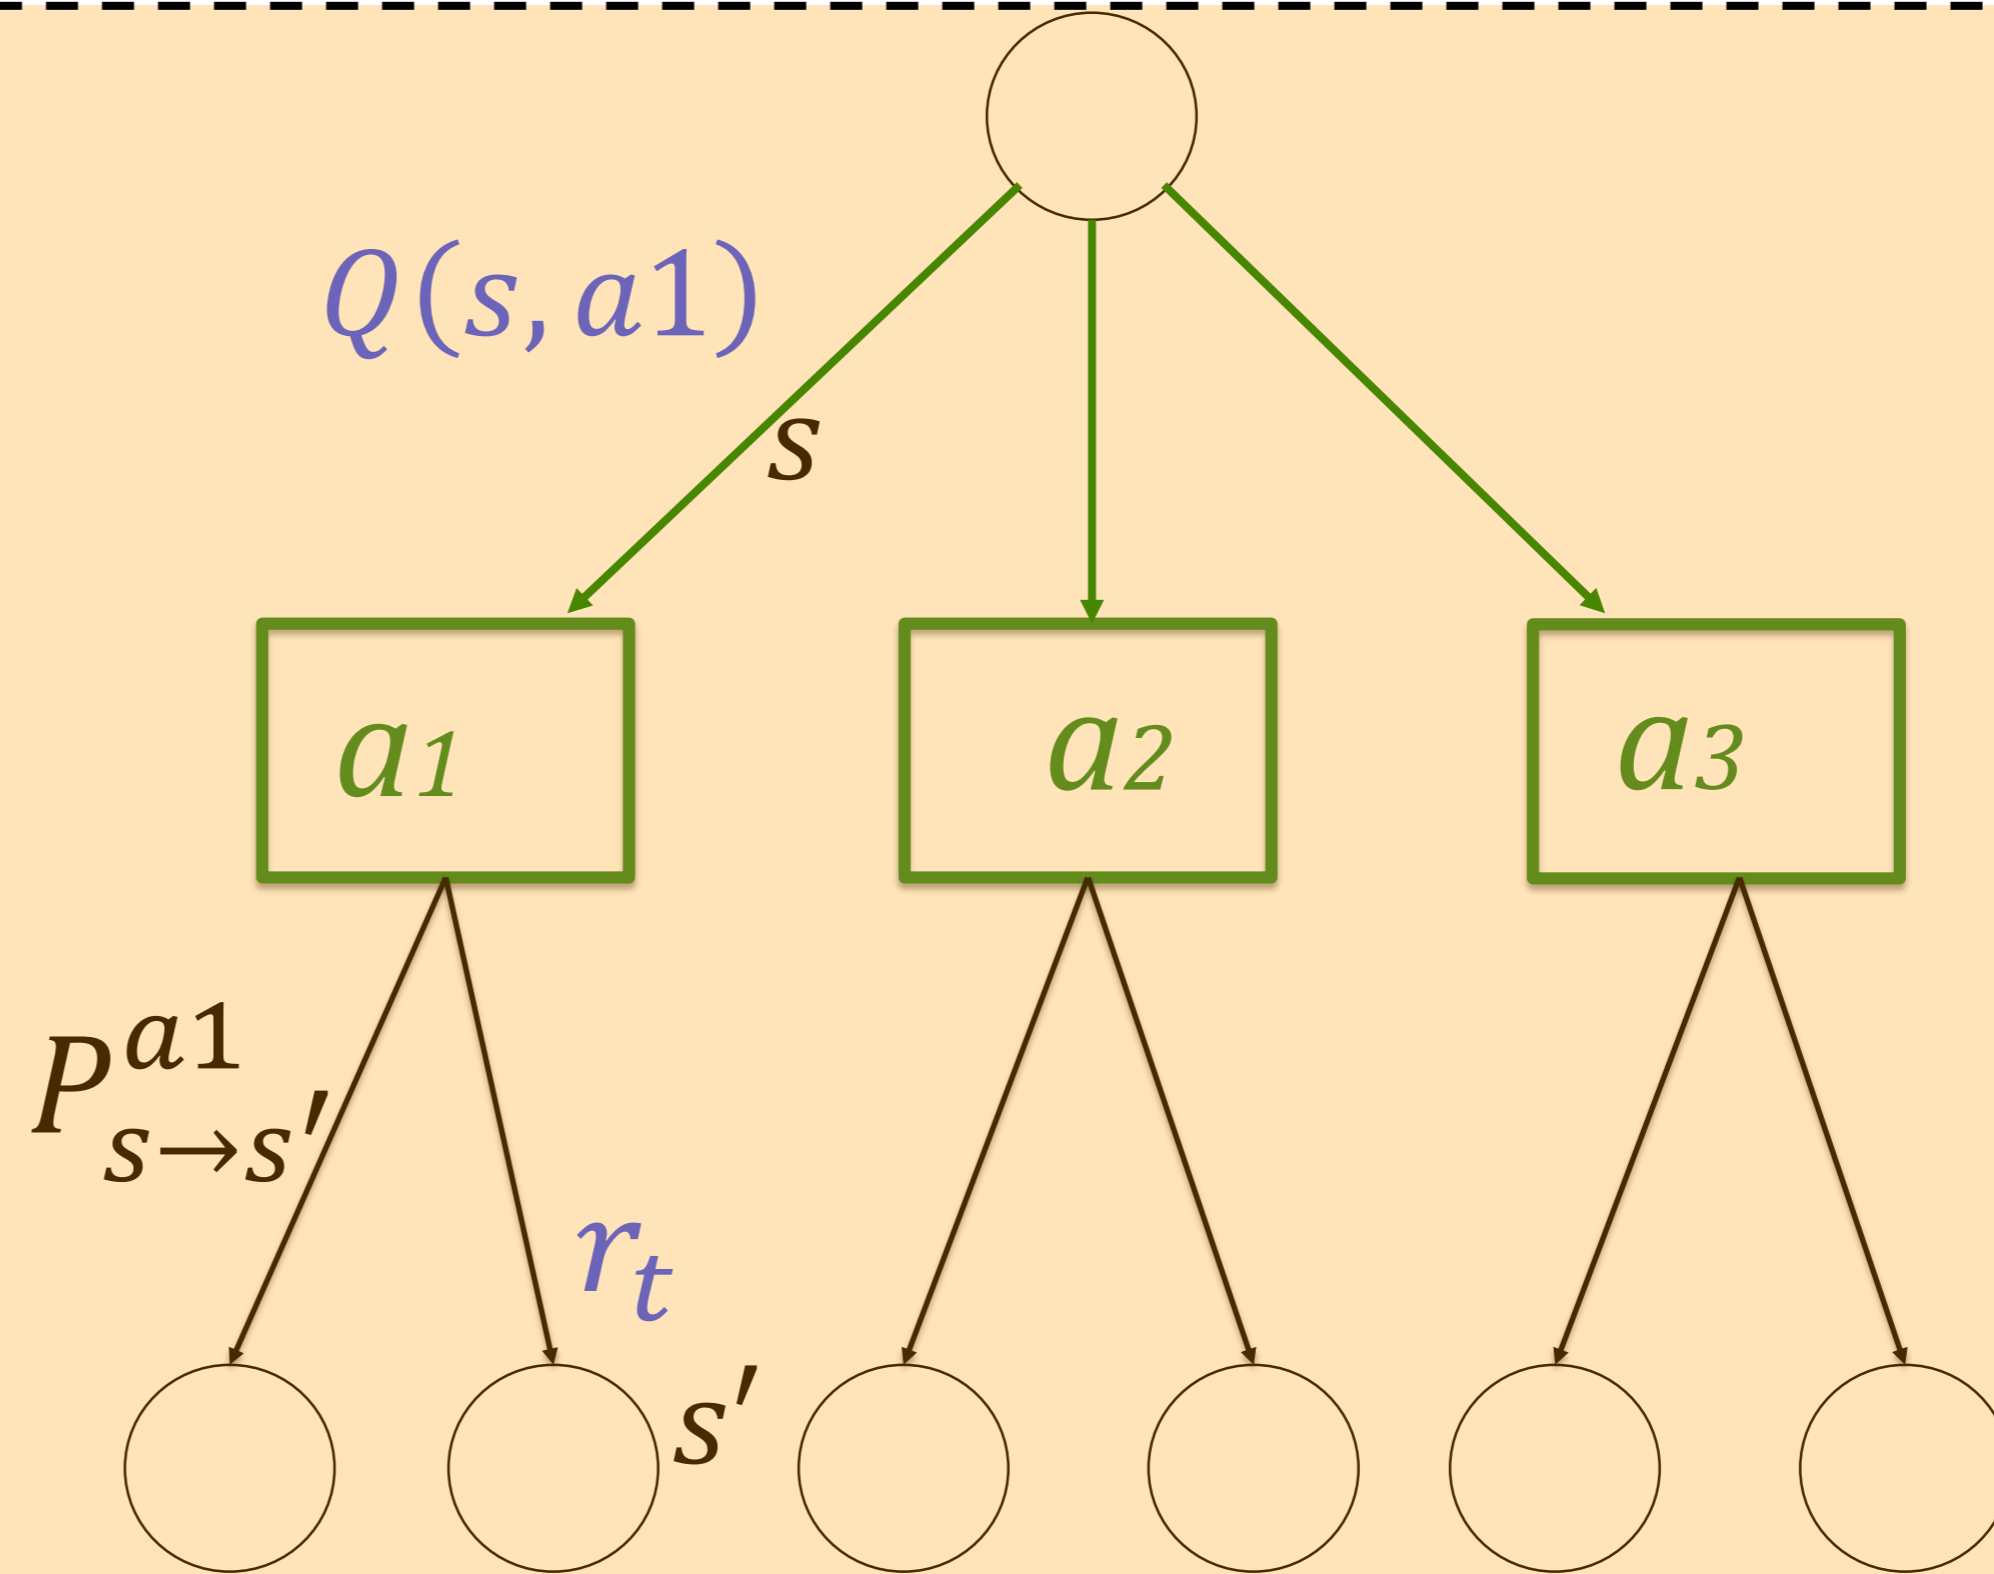 Q(s, a1)
s
a1 a2 a3
P^{a1}_{s→s'}
r_t
s'